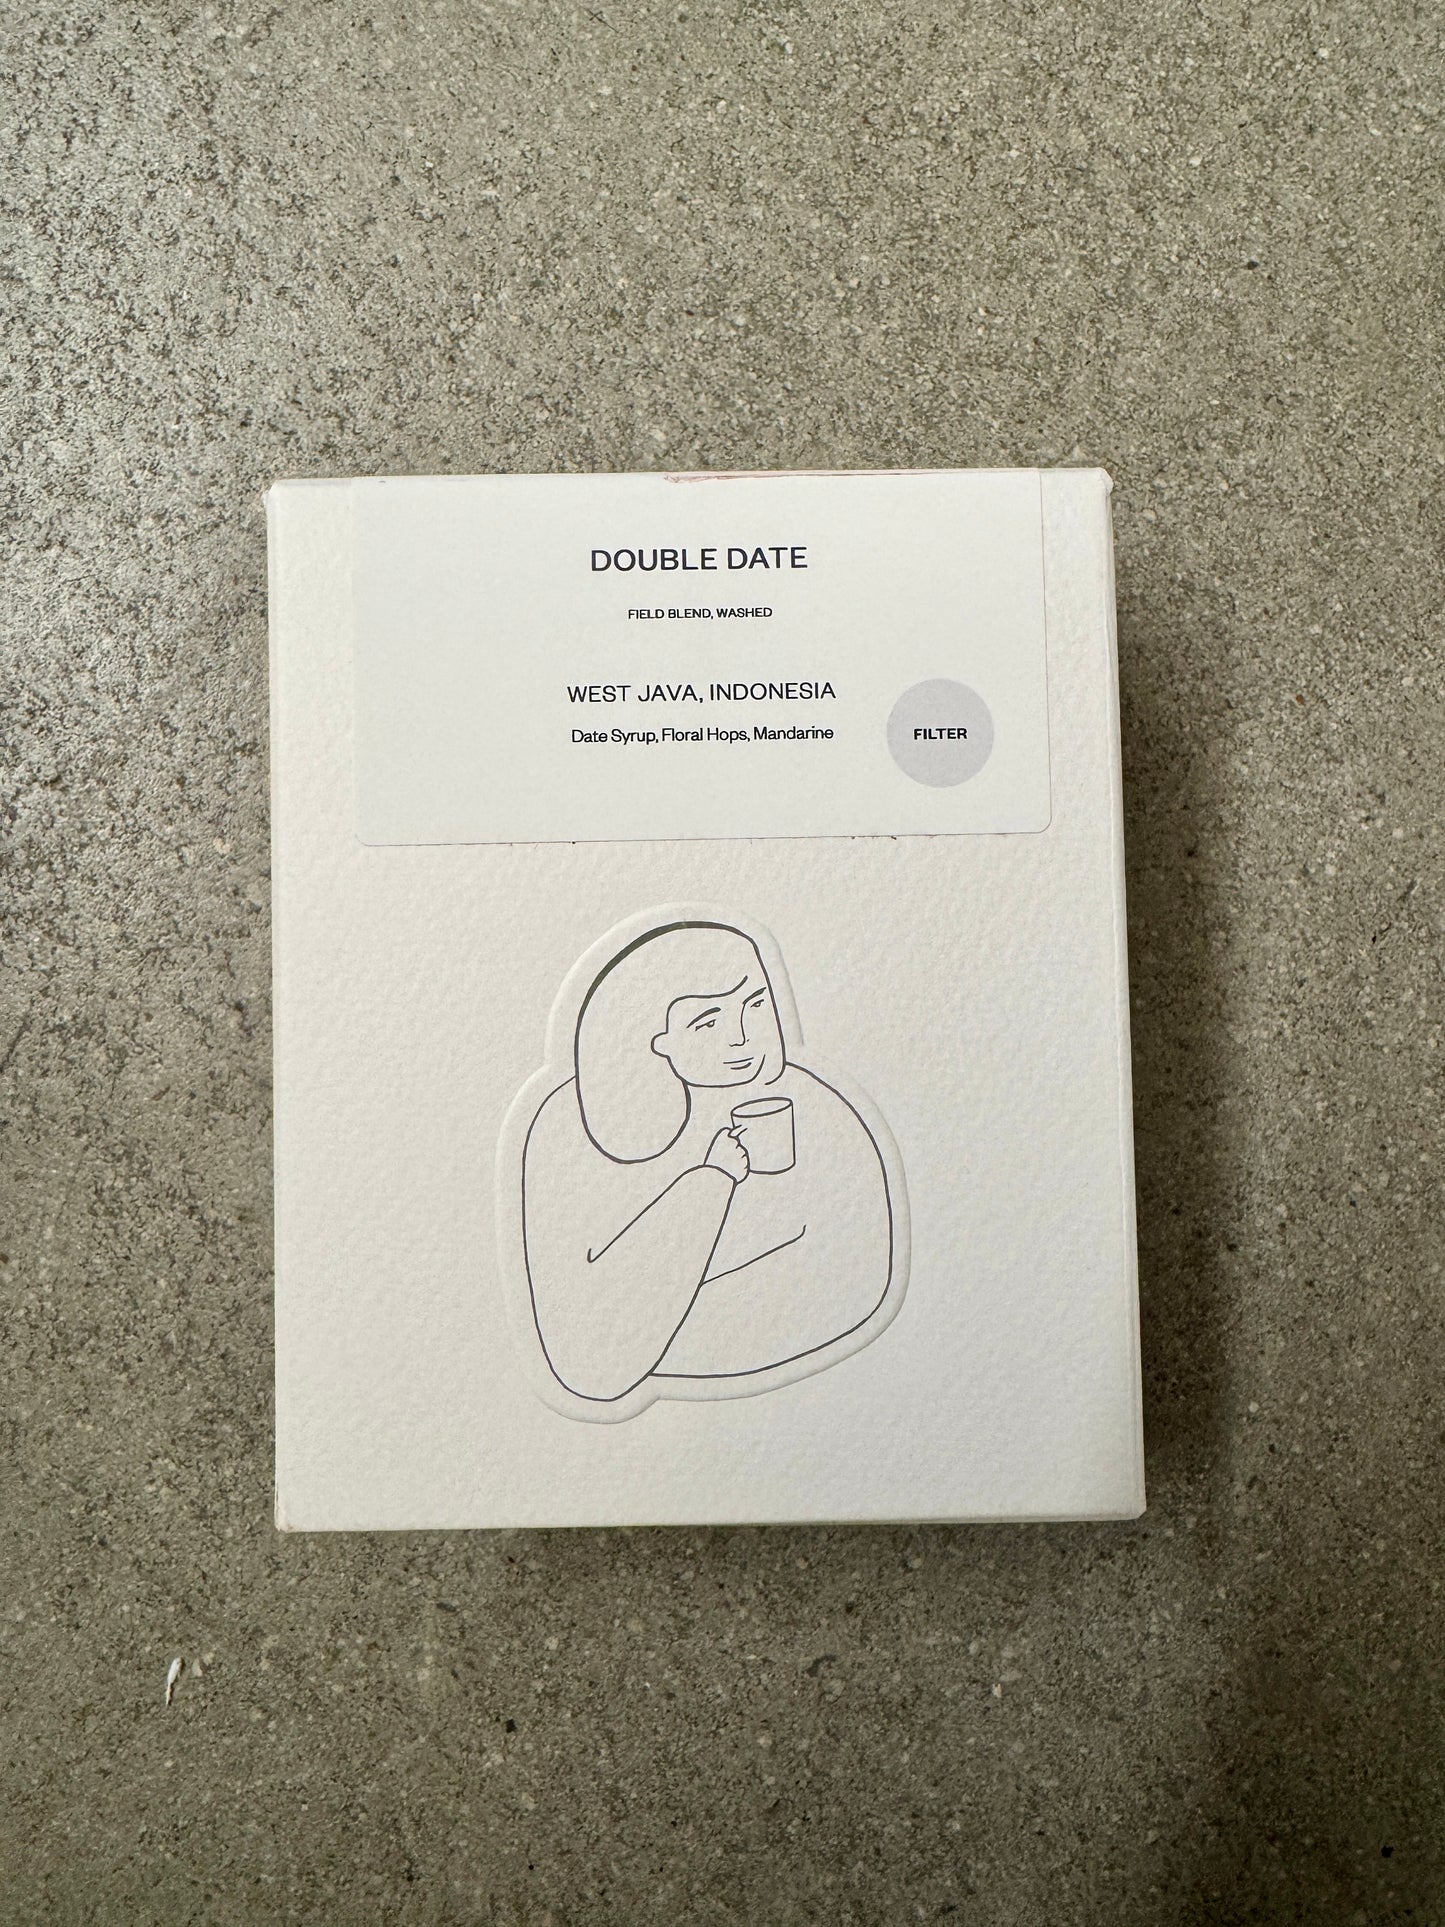 DOUBLE DATE
FIELD BLEND, WASHED
WEST JAVA, INDONESIA
Date Syrup, Floral Hops, Mandarine
FILTER